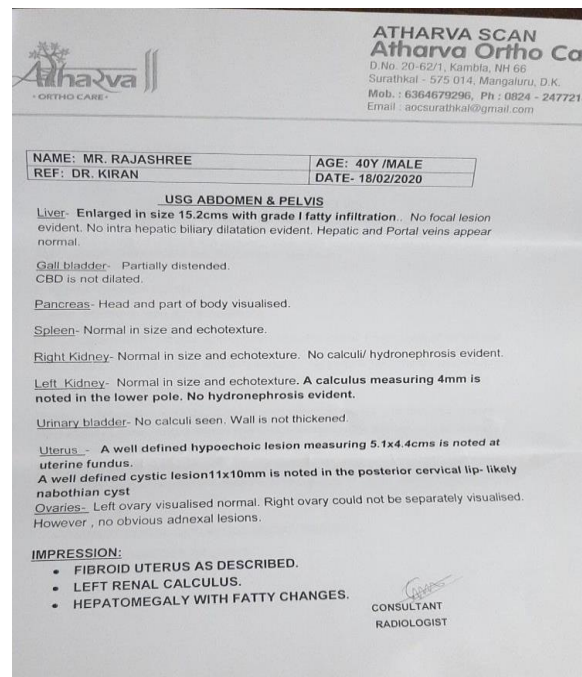 Atharva
- ORTHO CARE -
ATHARVA SCAN
Atharva Ortho Ca
D.No. 20-62/1, Kambla, NH 66
Surathkal - 575 014, Mangaluru, D.K.
Mob. : 6364679296, Ph : 0824 - 247721
Email : aocsurathkal@gmail.com
NAME: MR. RAJASHREE
AGE: 40Y /MALE
REF: DR. KIRAN
DATE- 18/02/2020
USG ABDOMEN & PELVIS
Liver- Enlarged in size 15.2cms with grade I fatty infiltration.. No focal lesion
evident. No intra hepatic biliary dilatation evident. Hepatic and Portal veins appear
normal.
Gall bladder- Partially distended.
CBD is not dilated.
Pancreas- Head and part of body visualised.
Spleen- Normal in size and echotexture.
Right Kidney- Normal in size and echotexture. No calculi/ hydronephrosis evident.
Left Kidney- Normal in size and echotexture. A calculus measuring 4mm is
noted in the lower pole. No hydronephrosis evident.
Urinary bladder- No calculi seen. Wall is not thickened.
Uterus - A well defined hypoechoic lesion measuring 5.1x4.4cms is noted at
uterine fundus.
A well defined cystic lesion11x10mm is noted in the posterior cervical lip- likely
nabothian cyst
Ovaries- Left ovary visualised normal. Right ovary could not be separately visualised.
However , no obvious adnexal lesions.
IMPRESSION:
• FIBROID UTERUS AS DESCRIBED.
• LEFT RENAL CALCULUS.
• HEPATOMEGALY WITH FATTY CHANGES.
CONSULTANT
RADIOLOGIST